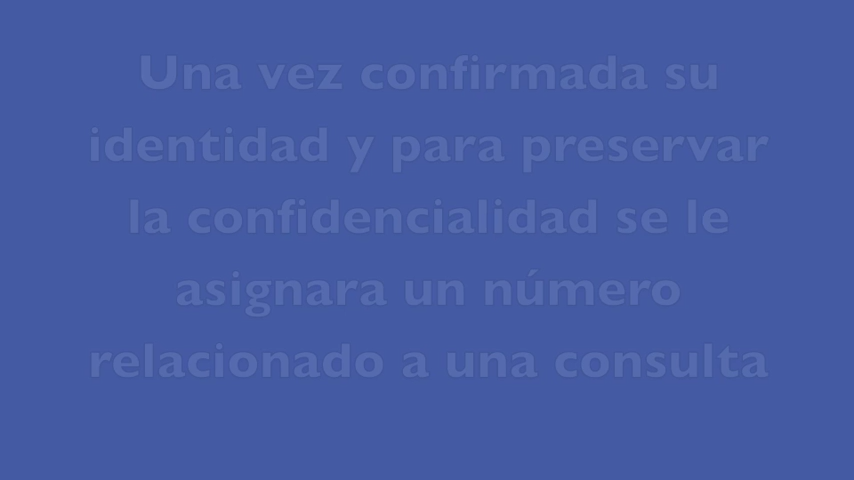 Una vez confirmada su
identidad y para preservar
la confidencialidad se le
asignara un número
relacionado a una consulta